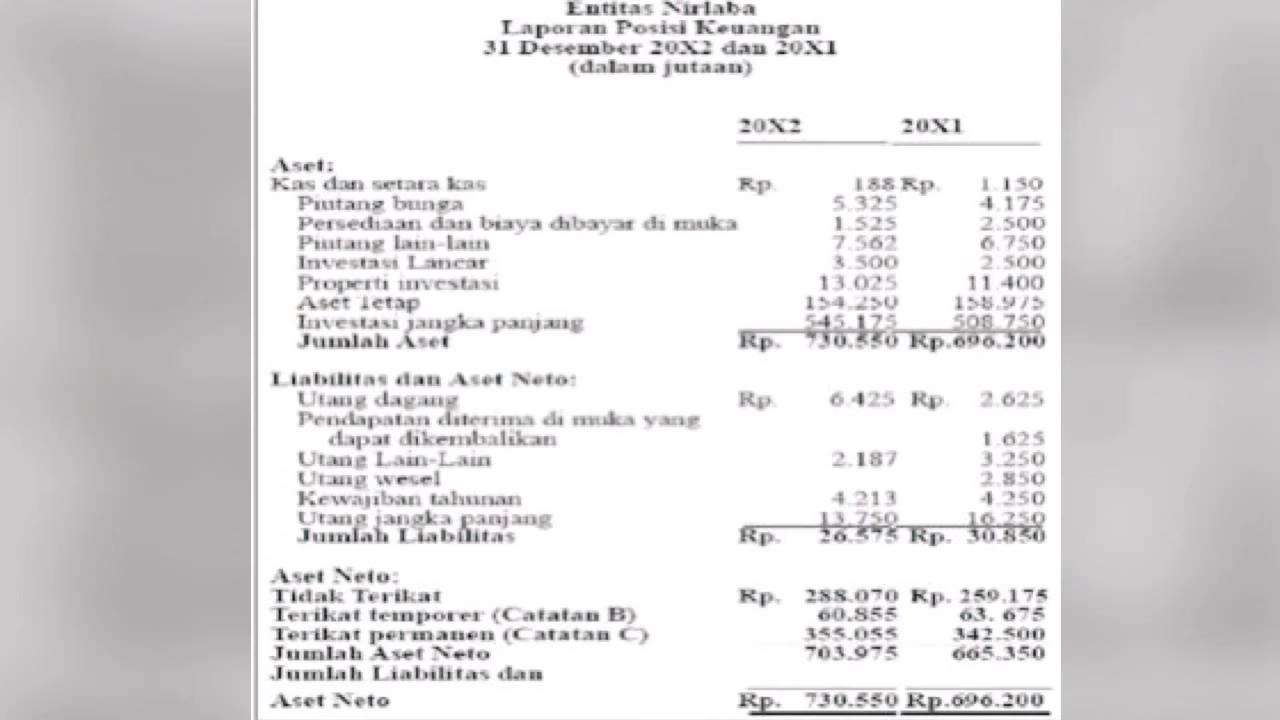 Entitas Nirlaba
Laporan Posisi Keuangan
31 Desember 20X2 dan 20X1
(dalam jutaan)
20X2 20X1
Aset:
Kas dan setara kas Rp. 188 Rp. 1.150
Piutang bunga 5.325 4.175
Persediaan dan biaya dibayar di muka 1.525 2.500
Piutang lain-lain 7.562 6.750
Investasi Lancar 3.500 2.500
Properti investasi 13.025 11.400
Aset Tetap 154.250 158.975
Investasi jangka panjang 545.175 508.750
Jumlah Aset Rp. 730.550 Rp.696.200
Liabilitas dan Aset Neto:
Utang dagang Rp. 6.425 Rp. 2.625
Pendapatan diterima di muka yang
dapat dikembalikan 1.625
Utang Lain-Lain 2.187 3.250
Utang wesel 2.850
Kewajiban tahunan 4.213 4.250
Utang jangka panjang 13.750 16.250
Jumlah Liabilitas Rp. 26.575 Rp. 30.850
Aset Neto:
Tidak Terikat Rp. 288.070 Rp. 259.175
Terikat temporer (Catatan B) 60.855 63. 675
Terikat permanen (Catatan C) 355.055 342.500
Jumlah Aset Neto 703.975 665.350
Jumlah Liabilitas dan
Aset Neto Rp. 730.550 Rp.696.200